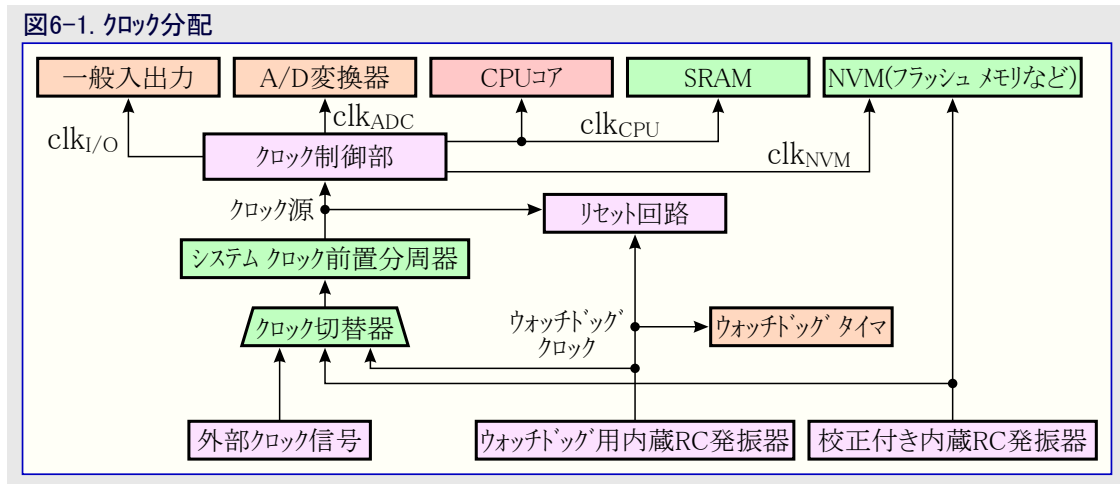 図6-1. クロック分配
一般入出力
A/D変換器
CPUコア
SRAM
NVM(フラッシュ メモリなど)
clkI/O
clkADC
clkCPU
clkNVM
クロック制御部
クロック源
リセット回路
システム クロック前置分周器
クロック切替器
ウォッチドッグ
クロック
ウォッチドッグ タイマ
外部クロック信号
ウォッチドッグ用内蔵RC発振器
校正付き内蔵RC発振器